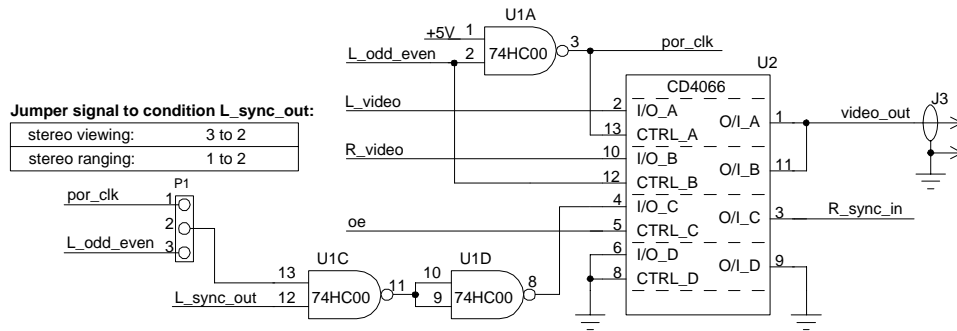 U1A
+5V 1
L_odd_even 2
74HC00
3
por_clk
U2
CD4066
L_video 2 I/O_A
13 CTRL_A
O/I_A 1 video_out
J3
R_video 10 I/O_B
12 CTRL_B
O/I_B 11
4 I/O_C
oe 5 CTRL_C
O/I_C 3 R_sync_in
6 I/O_D
8 CTRL_D
O/I_D 9
Jumper signal to condition L_sync_out:
stereo viewing: 3 to 2
stereo ranging: 1 to 2
P1
por_clk 1
2
L_odd_even 3
U1C
13
L_sync_out 12
74HC00
11
U1D
10
9
74HC00
8